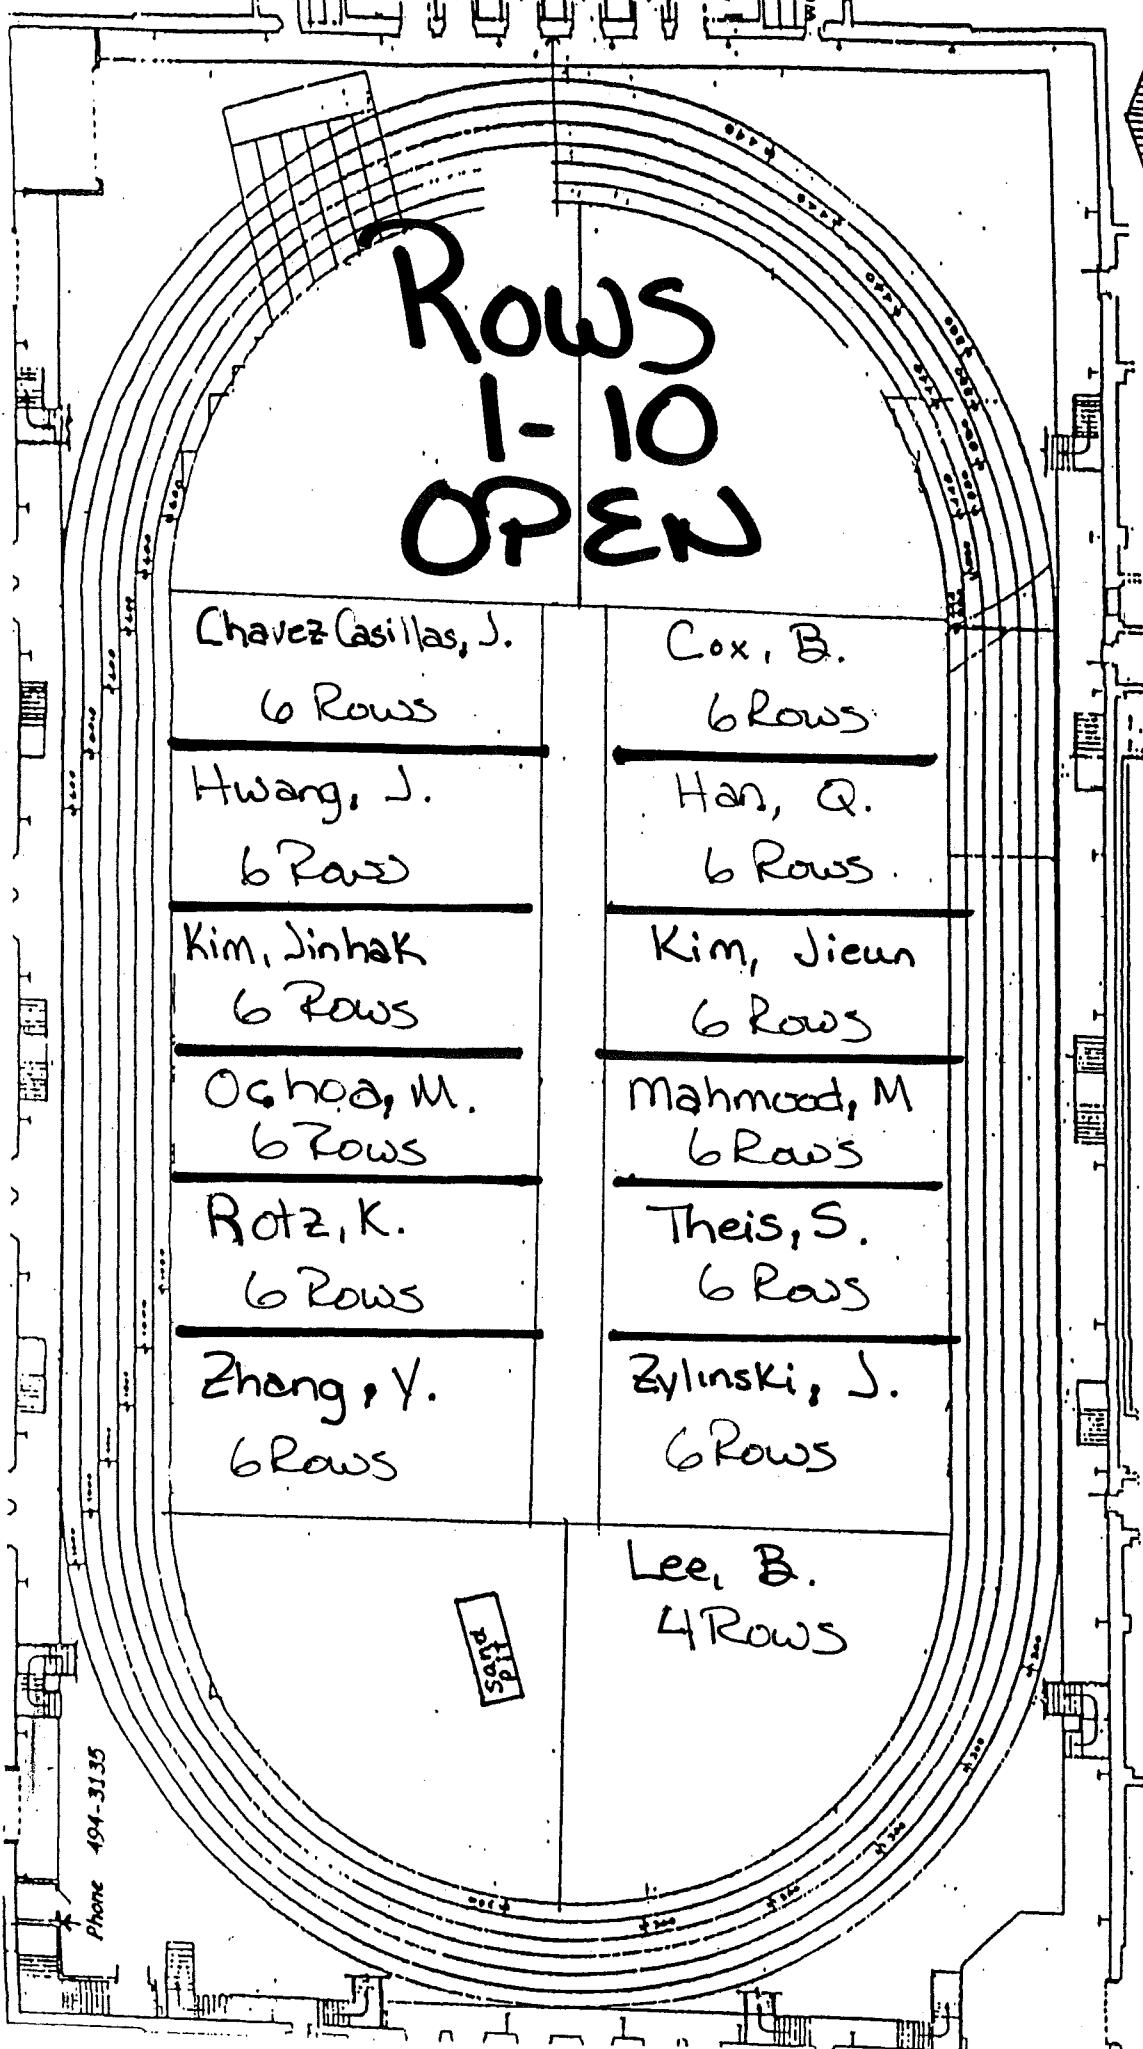 Rows
1-10
OPEN
Chavez Casillas, J.
6 Rows
Cox, B.
6 Rows
Hwang, J.
6 Rows
Han, Q.
6 Rows
Kim, Jinhak
6 Rows
Kim, Jieun
6 Rows
Ochoa, M.
6 Rows
Mahmood, M
6 Rows
Rotz, K.
6 Rows
Theis, S.
6 Rows
Zhang, Y.
6 Rows
Zylinski, J.
6 Rows
Lee, B.
4 Rows
Sand
pit
Phone 494-3135